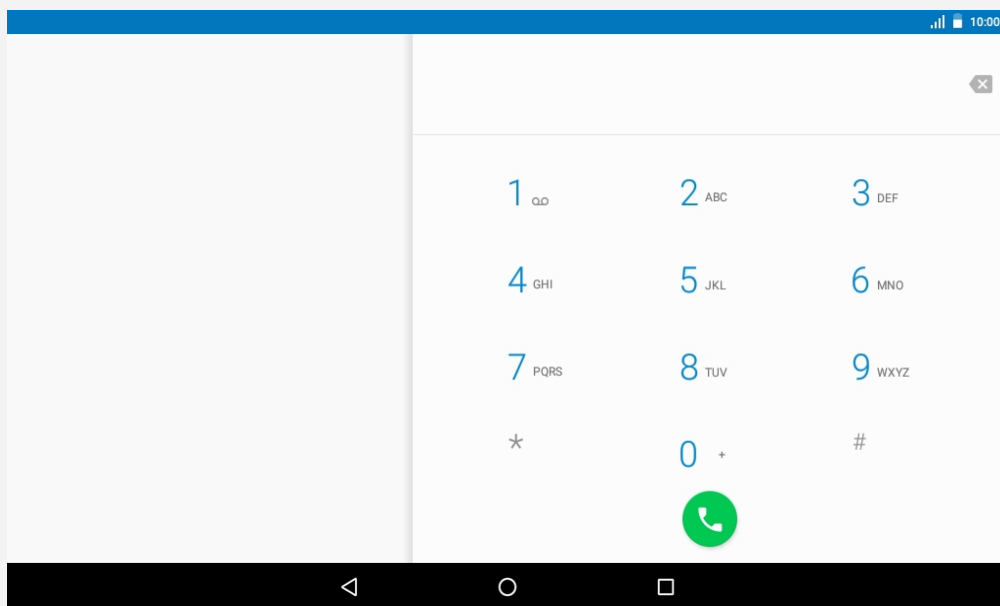 10:00
1
2 ABC
3 DEF
4 GHI
5 JKL
6 MNO
7 PQRS
8 TUV
9 WXYZ
*
0 +
#